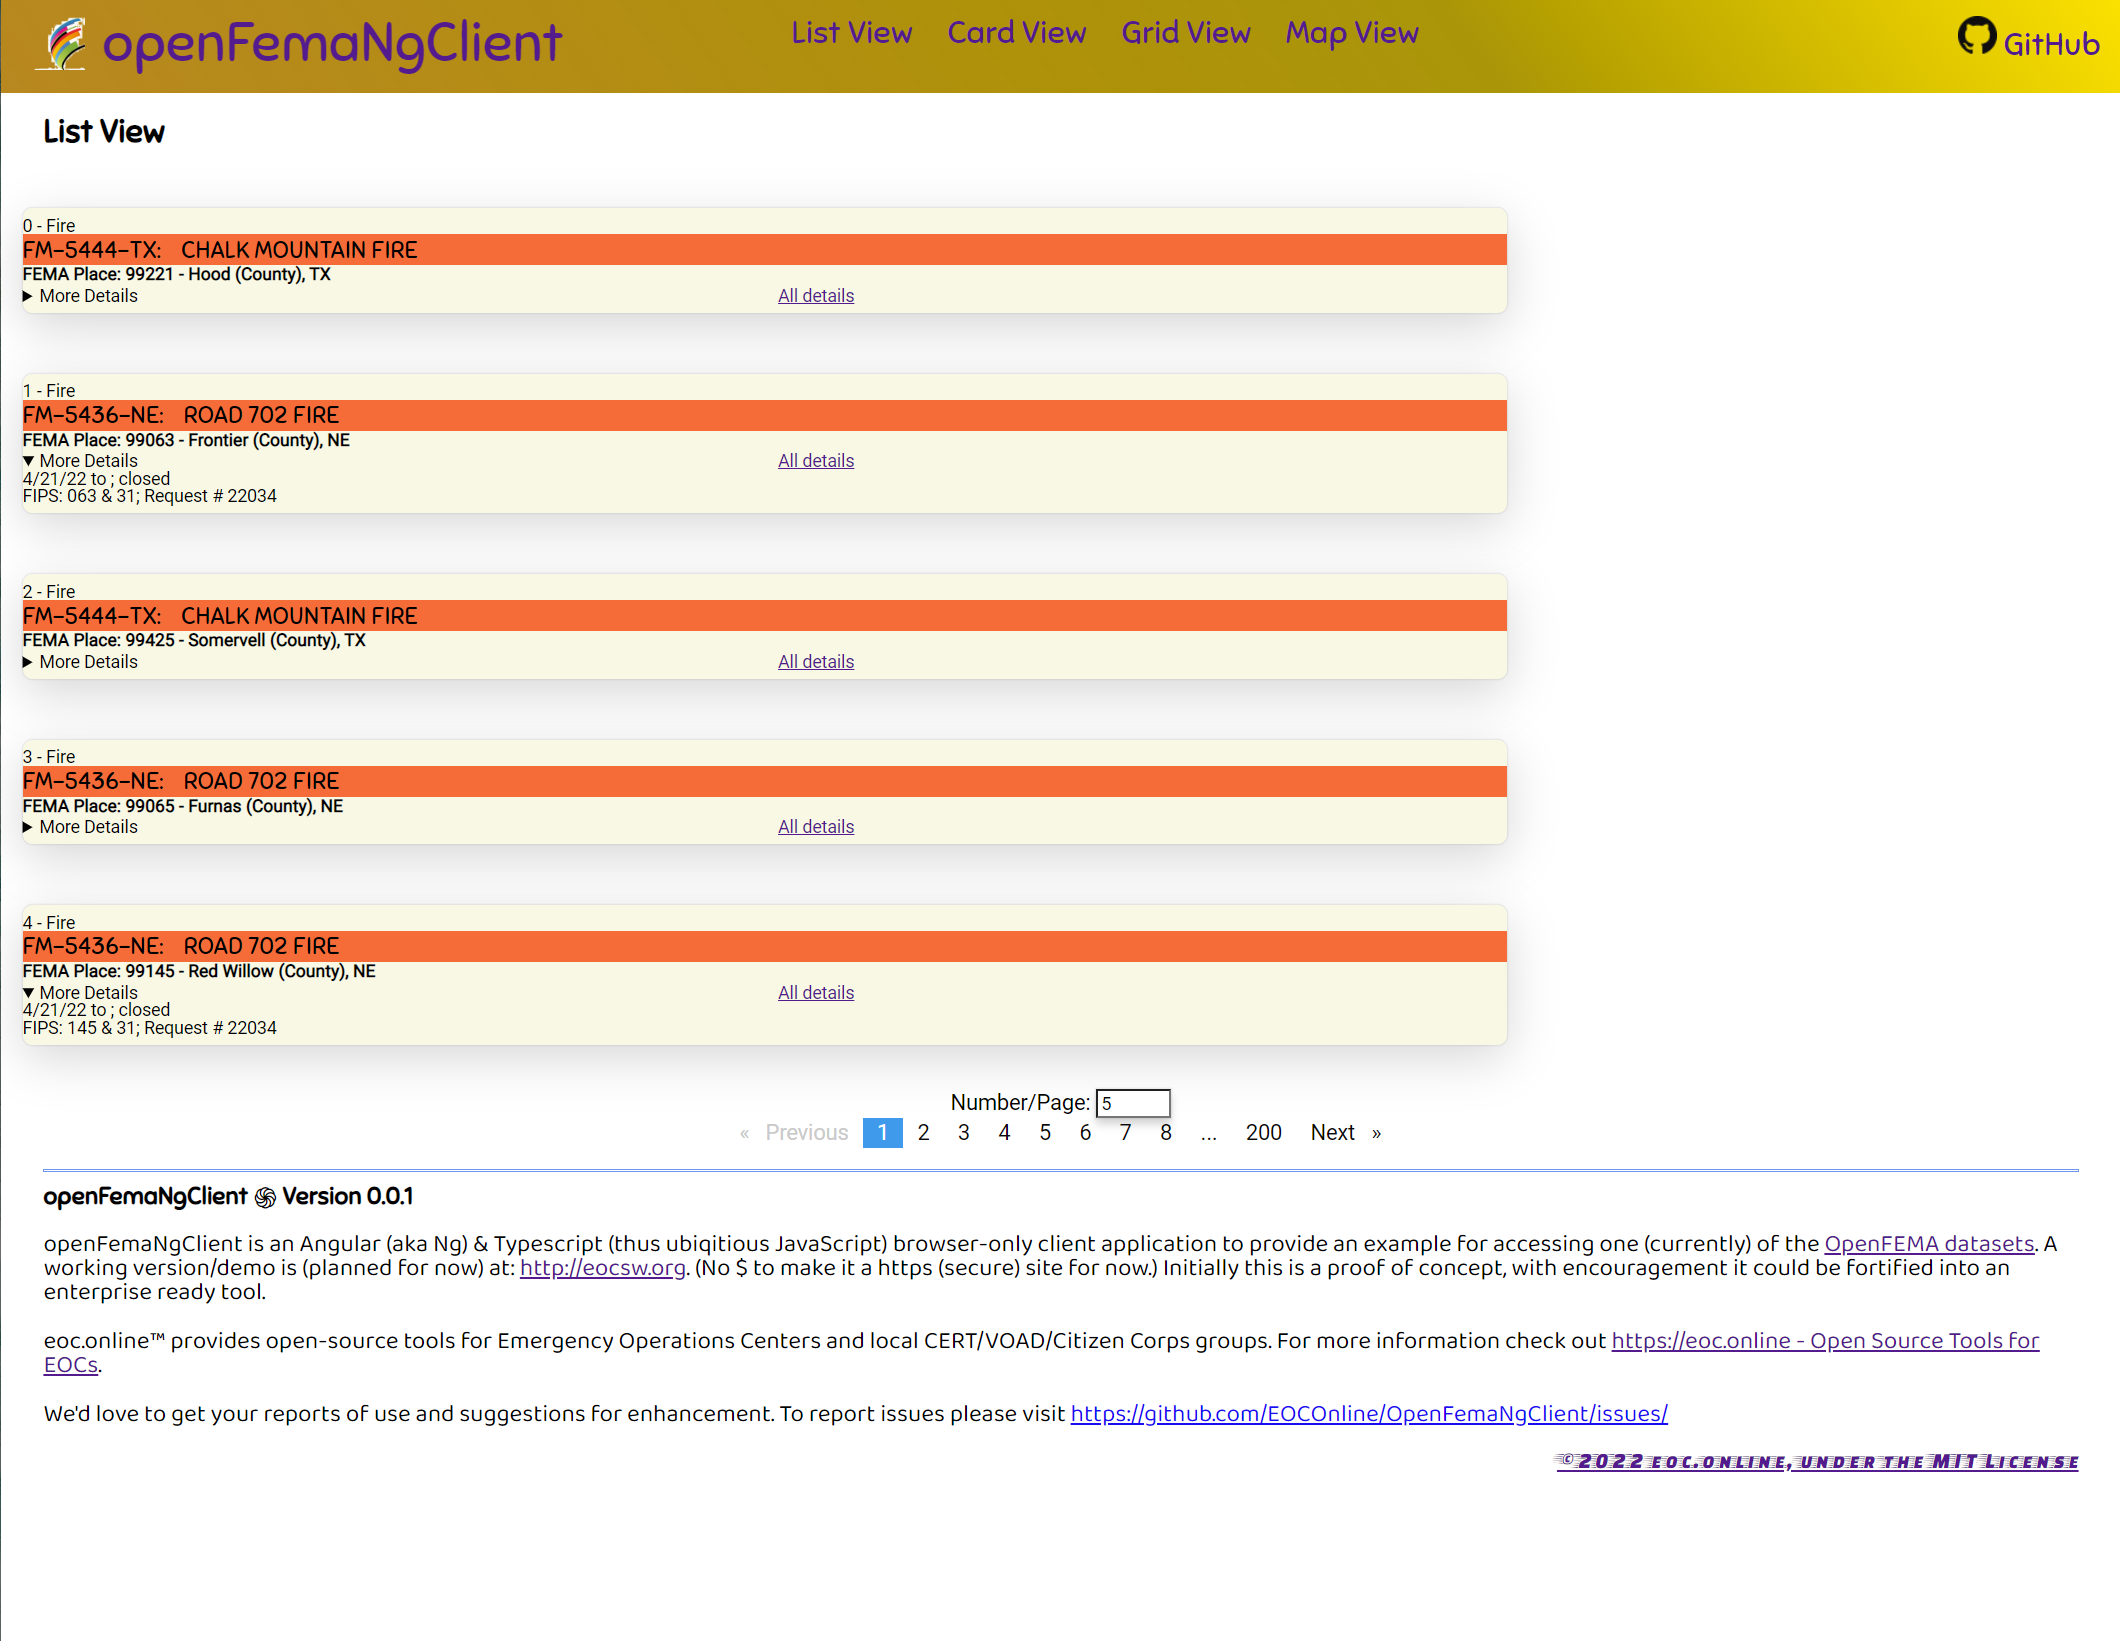 openFemaNgClient List View Card View Grid View Map View GitHub
List View
0 - Fire
FM-5444-TX: CHALK MOUNTAIN FIRE
FEMA Place: 99221 - Hood (County), TX
▶ More Details All details
1 - Fire
FM-5436-NE: ROAD 702 FIRE
FEMA Place: 99063 - Frontier (County), NE
▼ More Details All details
4/21/22 to ; closed
FIPS: 063 & 31; Request # 22034
2 - Fire
FM-5444-TX: CHALK MOUNTAIN FIRE
FEMA Place: 99425 - Somervell (County), TX
▶ More Details All details
3 - Fire
FM-5436-NE: ROAD 702 FIRE
FEMA Place: 99065 - Furnas (County), NE
▶ More Details All details
4 - Fire
FM-5436-NE: ROAD 702 FIRE
FEMA Place: 99145 - Red Willow (County), NE
▼ More Details All details
4/21/22 to ; closed
FIPS: 145 & 31; Request # 22034
Number/Page: 5
« Previous 1 2 3 4 5 6 7 8 ... 200 Next »
openFemaNgClient Version 0.0.1
openFemaNgClient is an Angular (aka Ng) & Typescript (thus ubiqitious JavaScript) browser-only client application to provide an example for accessing one (currently) of the OpenFEMA datasets. A
working version/demo is (planned for now) at: http://eocsw.org. (No $ to make it a https (secure) site for now.) Initially this is a proof of concept, with encouragement it could be fortified into an
enterprise ready tool.
eoc.online™ provides open-source tools for Emergency Operations Centers and local CERT/VOAD/Citizen Corps groups. For more information check out https://eoc.online - Open Source Tools for
EOCs.
We'd love to get your reports of use and suggestions for enhancement. To report issues please visit https://github.com/EOCOnline/OpenFemaNgClient/issues/
©2022 eoc.online, under the MIT License